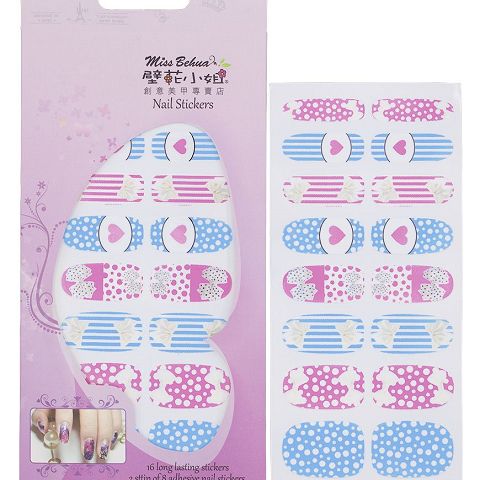 Miss Behua
壁花小姐®
創意美甲專賣店
Nail Stickers
16 long lasting stickers
2 sttin of 8 adhesive nail stickers